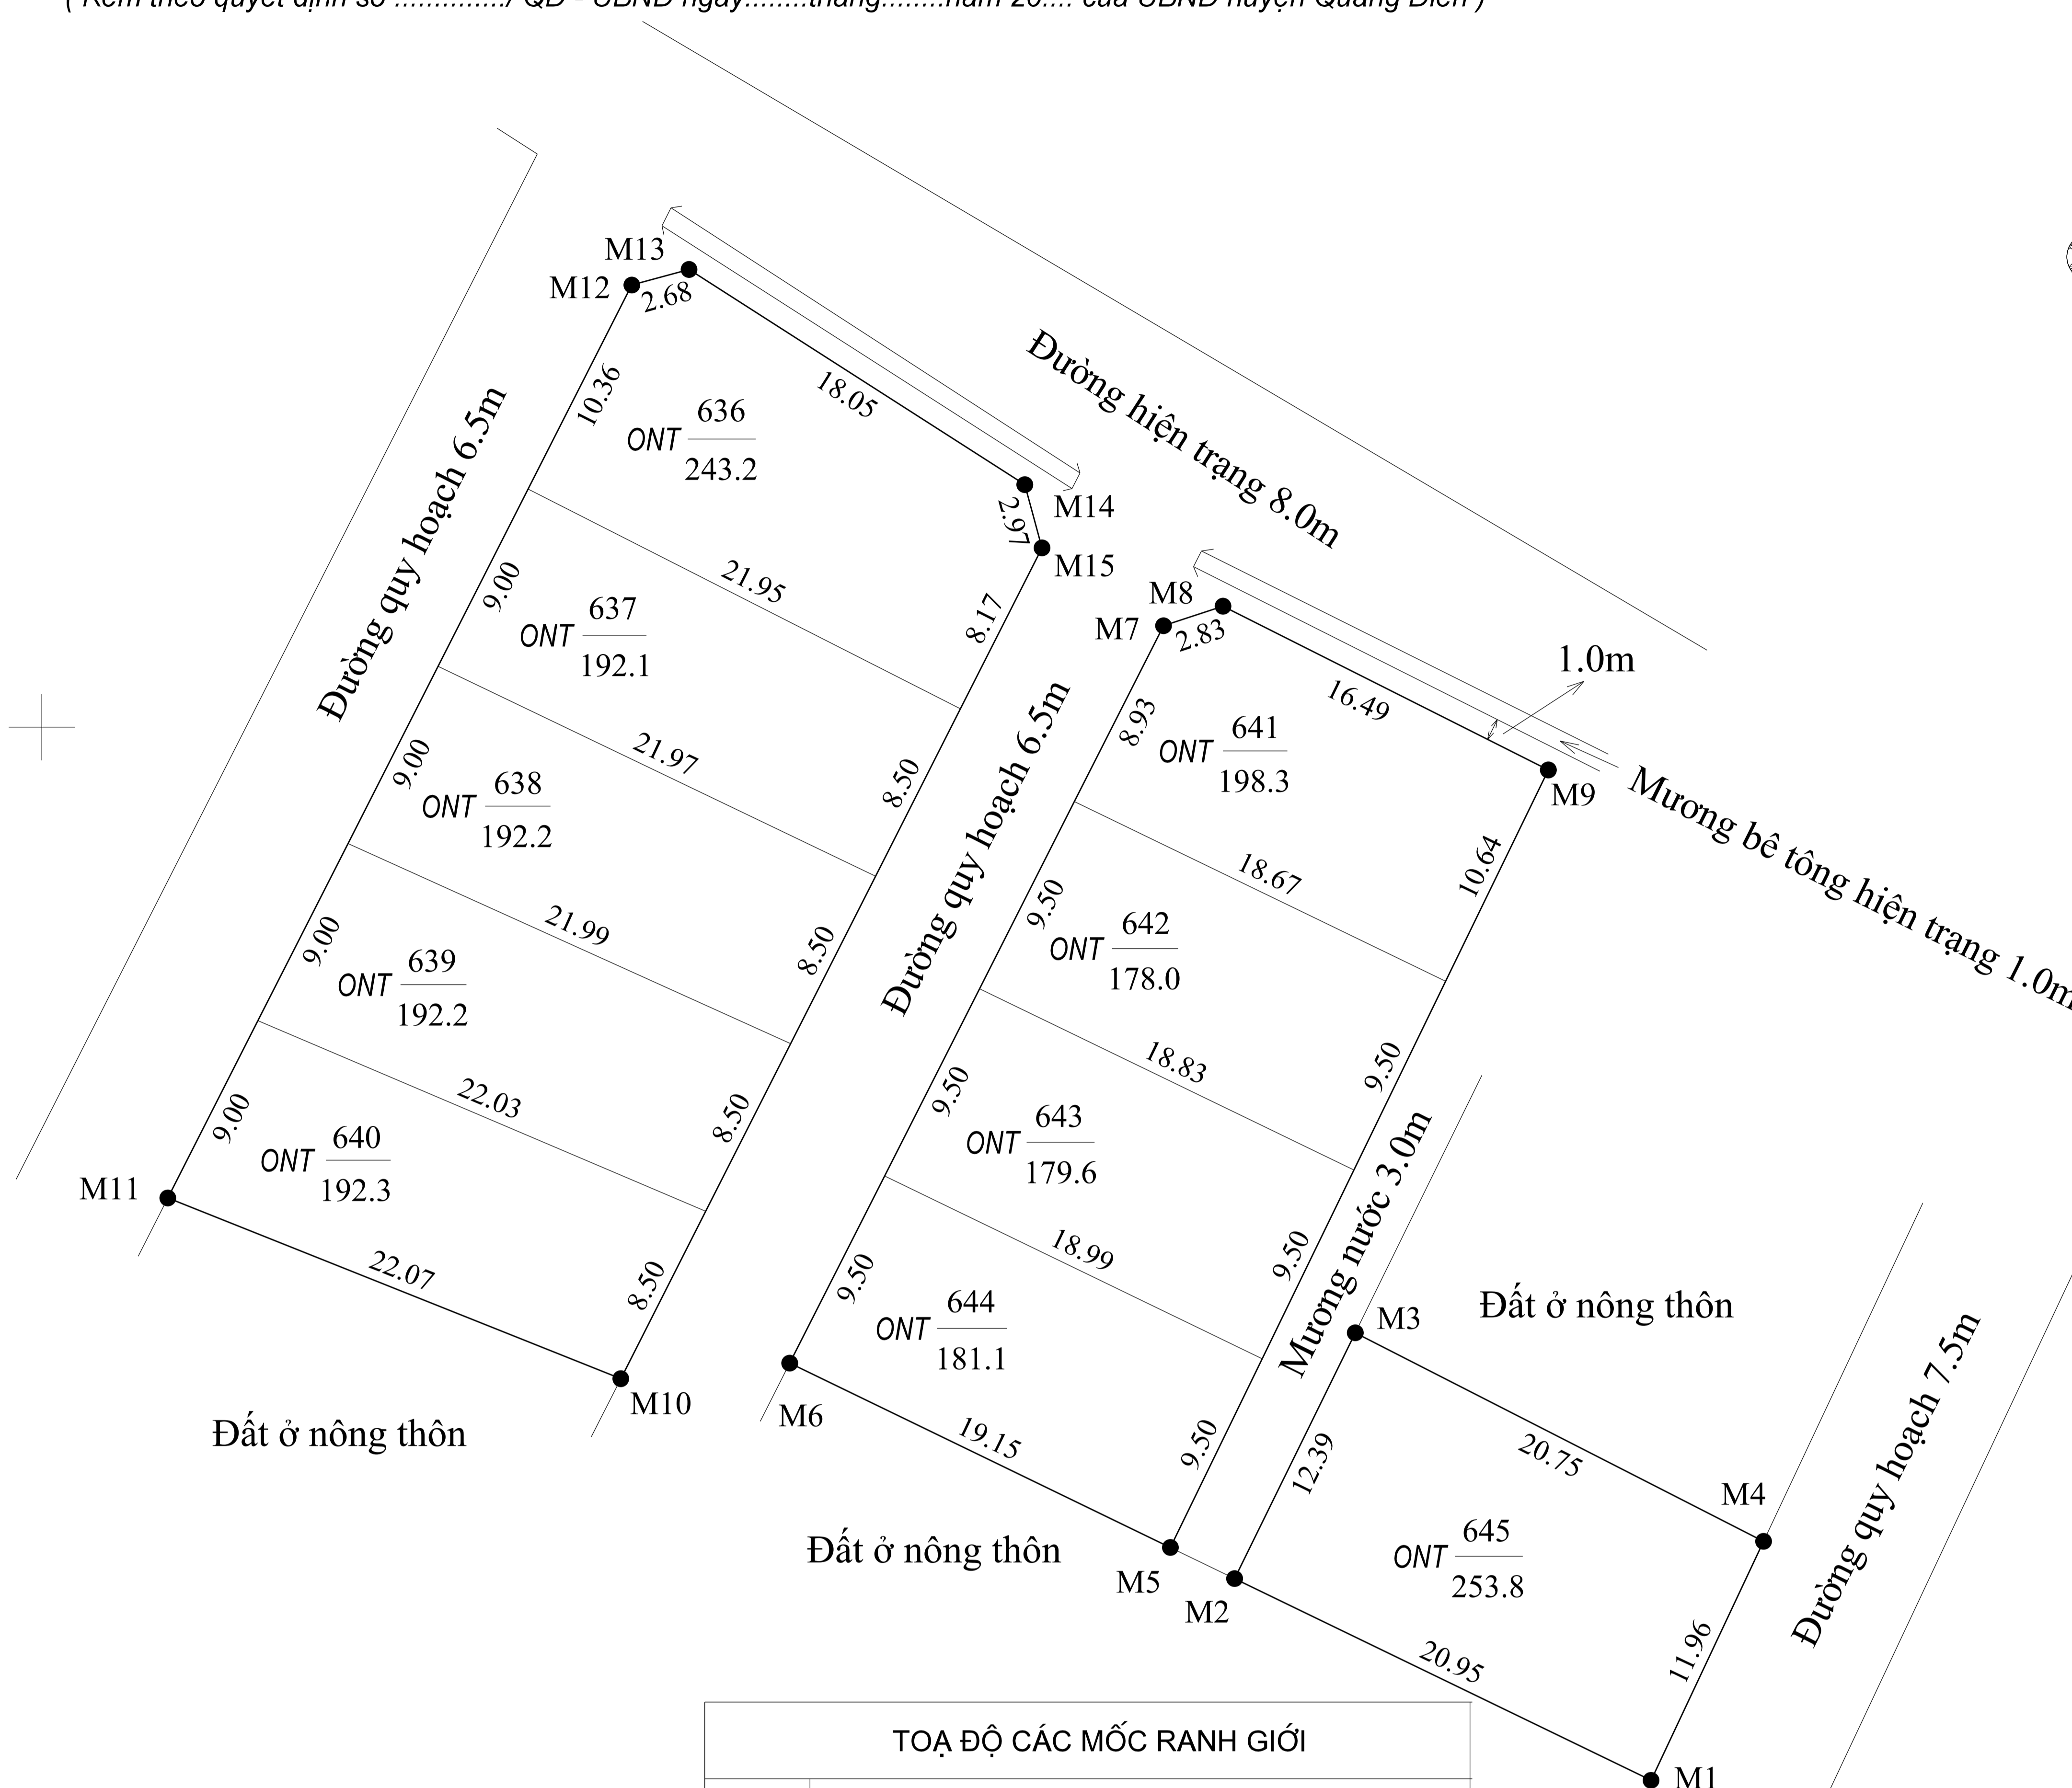 M13
M12
2.68
Đường hiện trạng 8.0m
10.36
18.05
636
ONT
243.2
Đường quy hoạch 6.5m
M14
2.97
M15
9.00
21.95
637
ONT
192.1
8.17
M8
M7
2.83
1.0m
16.49
8.93
641
ONT
198.3
M9
Mương bê tông hiện trạng 1.0m
9.00
21.97
638
ONT
192.2
8.50
Đường quy hoạch 6.5m
18.67
10.64
9.50
642
ONT
178.0
9.00
21.99
639
ONT
192.2
8.50
18.83
9.50
9.50
643
ONT
179.6
9.00
22.03
640
ONT
192.3
8.50
M11
22.07
8.50
M10
Đất ở nông thôn
18.99
9.50
9.50
644
ONT
181.1
Mương nước 3.0m
M3
Đất ở nông thôn
M6
19.15
9.50
12.39
20.75
M4
Đường quy hoạch 7.5m
Đất ở nông thôn
M5
M2
645
ONT
253.8
11.96
20.95
M1
TOẠ ĐỘ CÁC MỐC RANH GIỚI